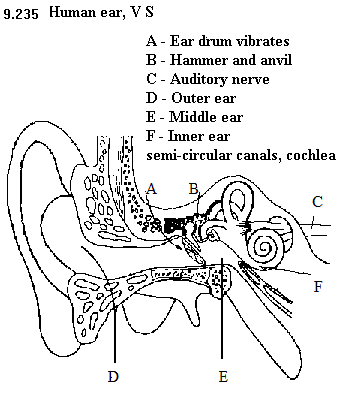 9.235 Human ear, V S
A - Ear drum vibrates
B - Hammer and anvil
C - Auditory nerve
D - Outer ear
E - Middle ear
F - Inner ear
semi-circular canals, cochlea
A B
C
F
D E